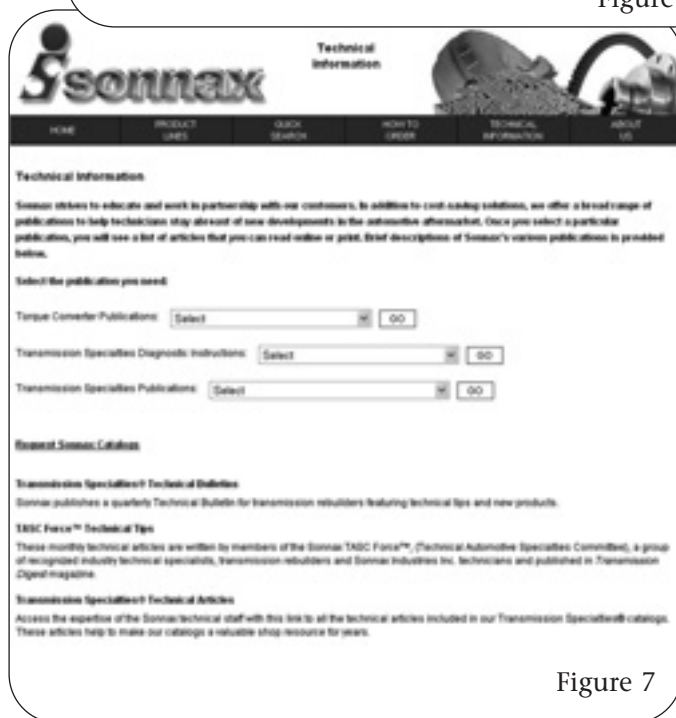 Figure
sonnax
Technical
Information
HOME
PRODUCT
LINES
QUICK
SEARCH
HOW TO
ORDER
TECHNICAL
INFORMATION
ABOUT
US
Technical Information
Sonnax strives to educate and work in partnership with our customers. In addition to cost-saving solutions, we offer a broad range of
publications to help technicians stay abreast of new developments in the automotive aftermarket. Once you select a particular
publication, you will see a list of articles that you can read online or print. Brief descriptions of Sonnax's various publications is provided
below.
Select the publication you need:
Torque Converter Publications: Select GO
Transmission Specialties Diagnostic Instructions: Select GO
Transmission Specialties Publications: Select GO
Request Sonnax Catalogs
Transmission Specialties® Technical Bulletins
Sonnax publishes a quarterly Technical Bulletin for transmission rebuilders featuring technical tips and new products.
TASC Force™ Technical Tips
These monthly technical articles are written by members of the Sonnax TASC Force™, (Technical Automotive Specialties Committee), a group
of recognized industry technical specialists, transmission rebuilders and Sonnax Industries Inc. technicians and published in Transmission
Digest magazine.
Transmission Specialties® Technical Articles
Access the expertise of the Sonnax technical staff with this link to all the technical articles included in our Transmission Specialties® catalogs.
These articles help to make our catalogs a valuable shop resource for years.
Figure 7